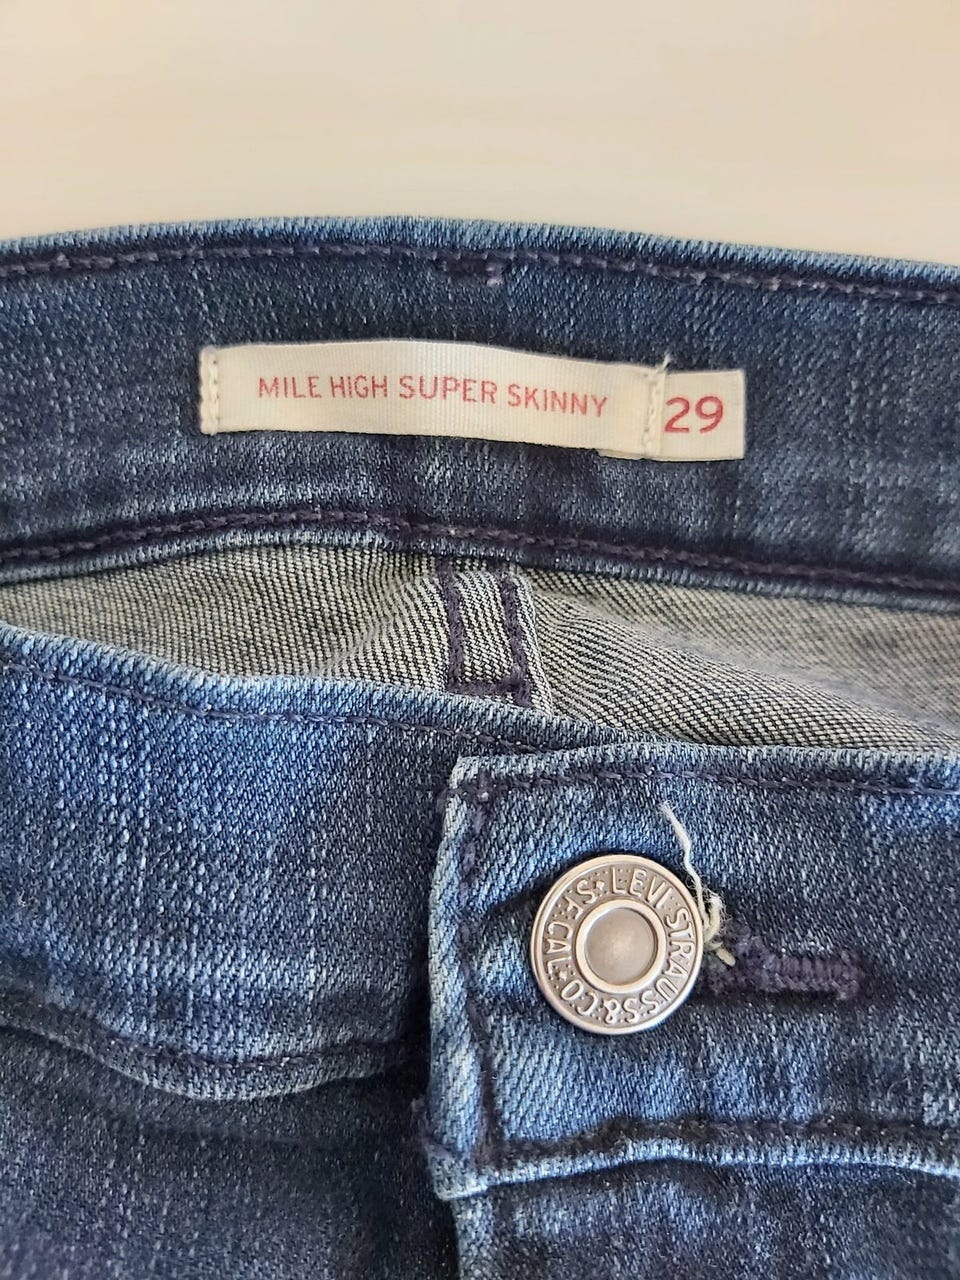 MILE HIGH SUPER SKINNY
29
LEVI STRAUSS & CO. S.F. CAL.